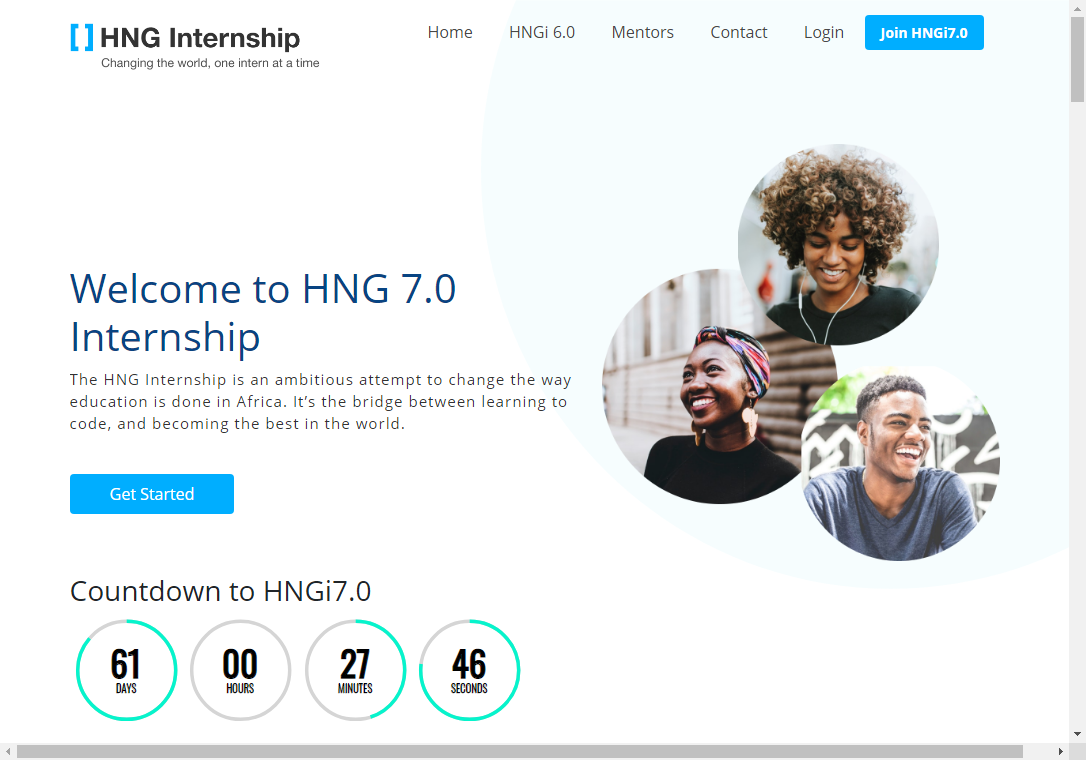 HNG Internship
Changing the world, one intern at a time
Home
HNGi 6.0
Mentors
Contact
Login
Join HNGi7.0
Welcome to HNG 7.0
Internship
The HNG Internship is an ambitious attempt to change the way
education is done in Africa. It’s the bridge between learning to
code, and becoming the best in the world.
Get Started
Countdown to HNGi7.0
61
DAYS
00
HOURS
27
MINUTES
46
SECONDS